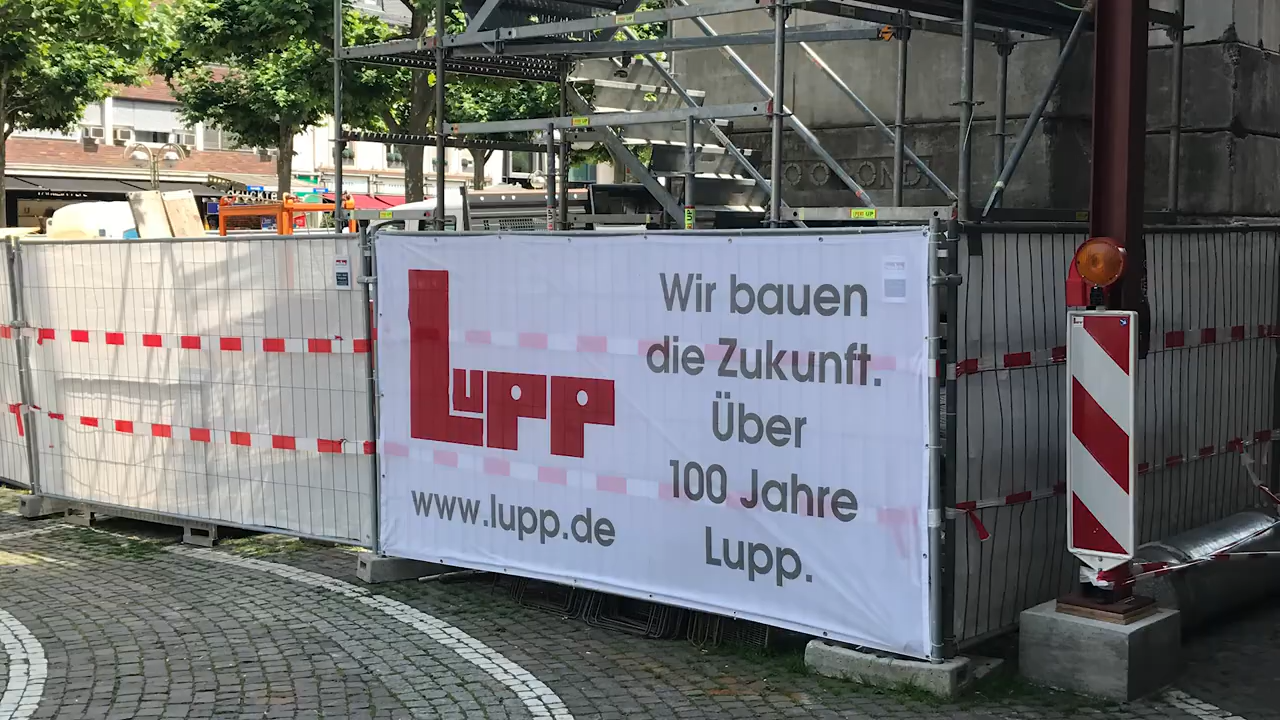 Lupp
www.lupp.de
Wir bauen
die Zukunft.
Über
100 Jahre
Lupp.